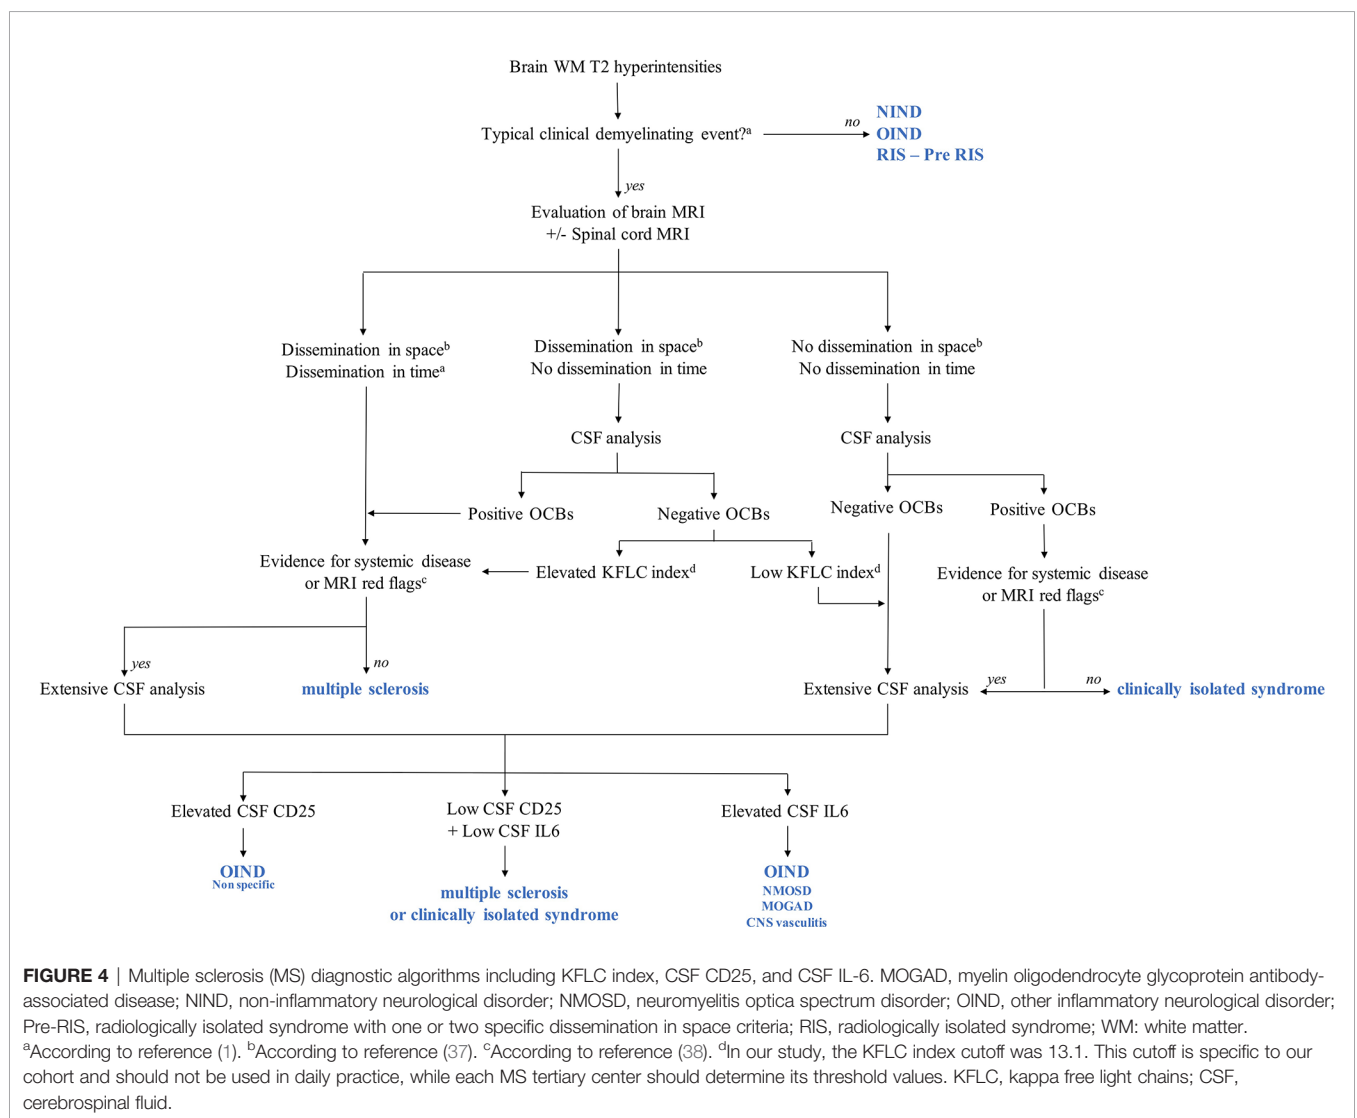 Brain WM T2 hyperintensities
Typical clinical demyelinating event?ᵃ
no
NIND
OIND
RIS – Pre RIS
yes
Evaluation of brain MRI
+/- Spinal cord MRI
Dissemination in spaceᵇ
Dissemination in timeᵃ
Dissemination in spaceᵇ
No dissemination in time
No dissemination in spaceᵇ
No dissemination in time
CSF analysis
CSF analysis
Positive OCBs
Negative OCBs
Negative OCBs
Positive OCBs
Evidence for systemic disease
or MRI red flagsᶜ
Elevated KFLC indexᵈ
Low KFLC indexᵈ
Evidence for systemic disease
or MRI red flagsᶜ
yes
no
Extensive CSF analysis
multiple sclerosis
Extensive CSF analysis
yes
no
clinically isolated syndrome
Elevated CSF CD25
Low CSF CD25
+ Low CSF IL6
Elevated CSF IL6
OIND
Non specific
multiple sclerosis
or clinically isolated syndrome
OIND
NMOSD
MOGAD
CNS vasculitis
FIGURE 4 | Multiple sclerosis (MS) diagnostic algorithms including KFLC index, CSF CD25, and CSF IL-6. MOGAD, myelin oligodendrocyte glycoprotein antibody-
associated disease; NIND, non-inflammatory neurological disorder; NMOSD, neuromyelitis optica spectrum disorder; OIND, other inflammatory neurological disorder;
Pre-RIS, radiologically isolated syndrome with one or two specific dissemination in space criteria; RIS, radiologically isolated syndrome; WM: white matter.
ᵃAccording to reference (1). ᵇAccording to reference (37). ᶜAccording to reference (38). ᵈIn our study, the KFLC index cutoff was 13.1. This cutoff is specific to our
cohort and should not be used in daily practice, while each MS tertiary center should determine its threshold values. KFLC, kappa free light chains; CSF,
cerebrospinal fluid.